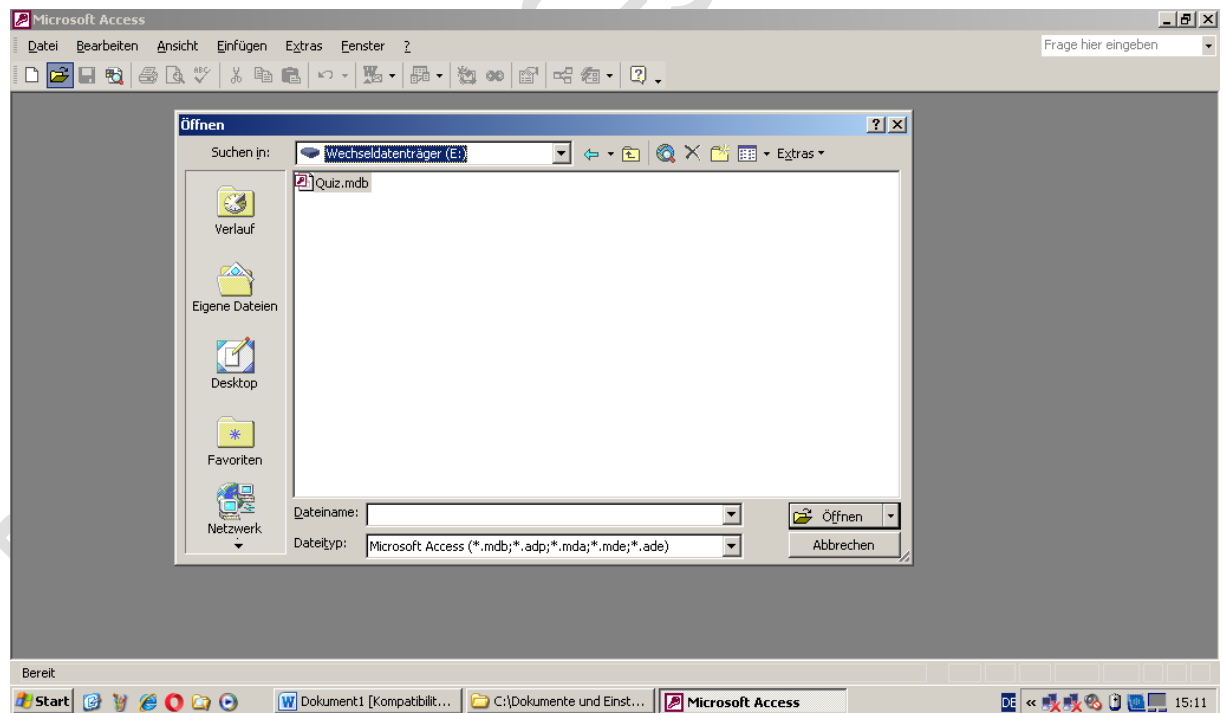 Microsoft Access
Datei Bearbeiten Ansicht Einfügen Extras Fenster ?
Frage hier eingeben
Öffnen
Suchen in: Wechseldatenträger (E:) Extras
Quiz.mdb
Verlauf
Eigene Dateien
Desktop
Favoriten
Netzwerk
Dateiname: Öffnen
Dateityp: Microsoft Access (*.mdb;*.adp;*.mda;*.mde;*.ade) Abbrechen
Bereit
Start Dokument1 [Kompatibilit... C:\Dokumente und Einst... Microsoft Access DE « 15:11